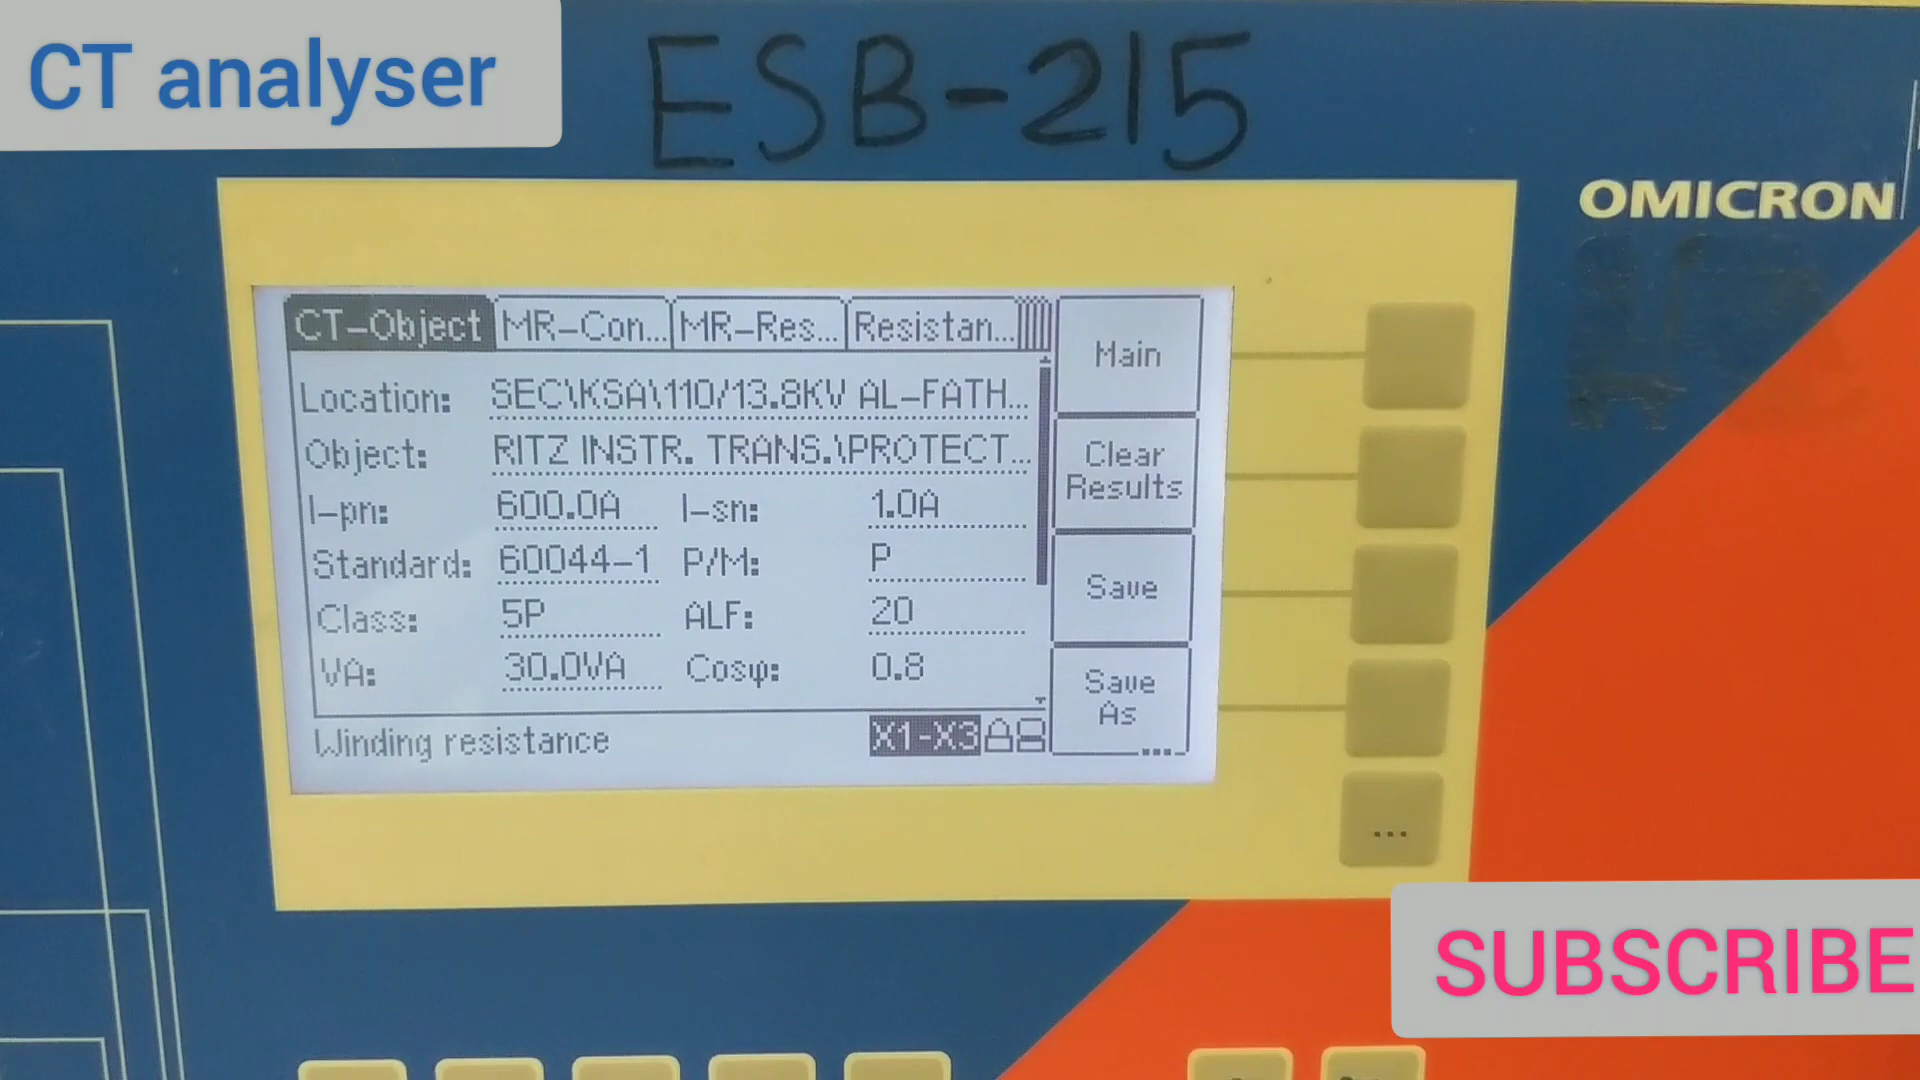 CT analyser
ESB-215
OMICRON
CT-Object MR-Con... MR-Res... Resistan...
Main
Location: SEC\KSA\110/13.8KV AL-FATH...
Object: RITZ INSTR. TRANS.\PROTECT...
Clear
Results
I-pn: 600.0A I-sn: 1.0A
Standard: 60044-1 P/M: P
Save
Class: 5P ALF: 20
VA: 30.0VA Cosφ: 0.8
Save
As
...
Winding resistance X1-X3
...
SUBSCRIBE